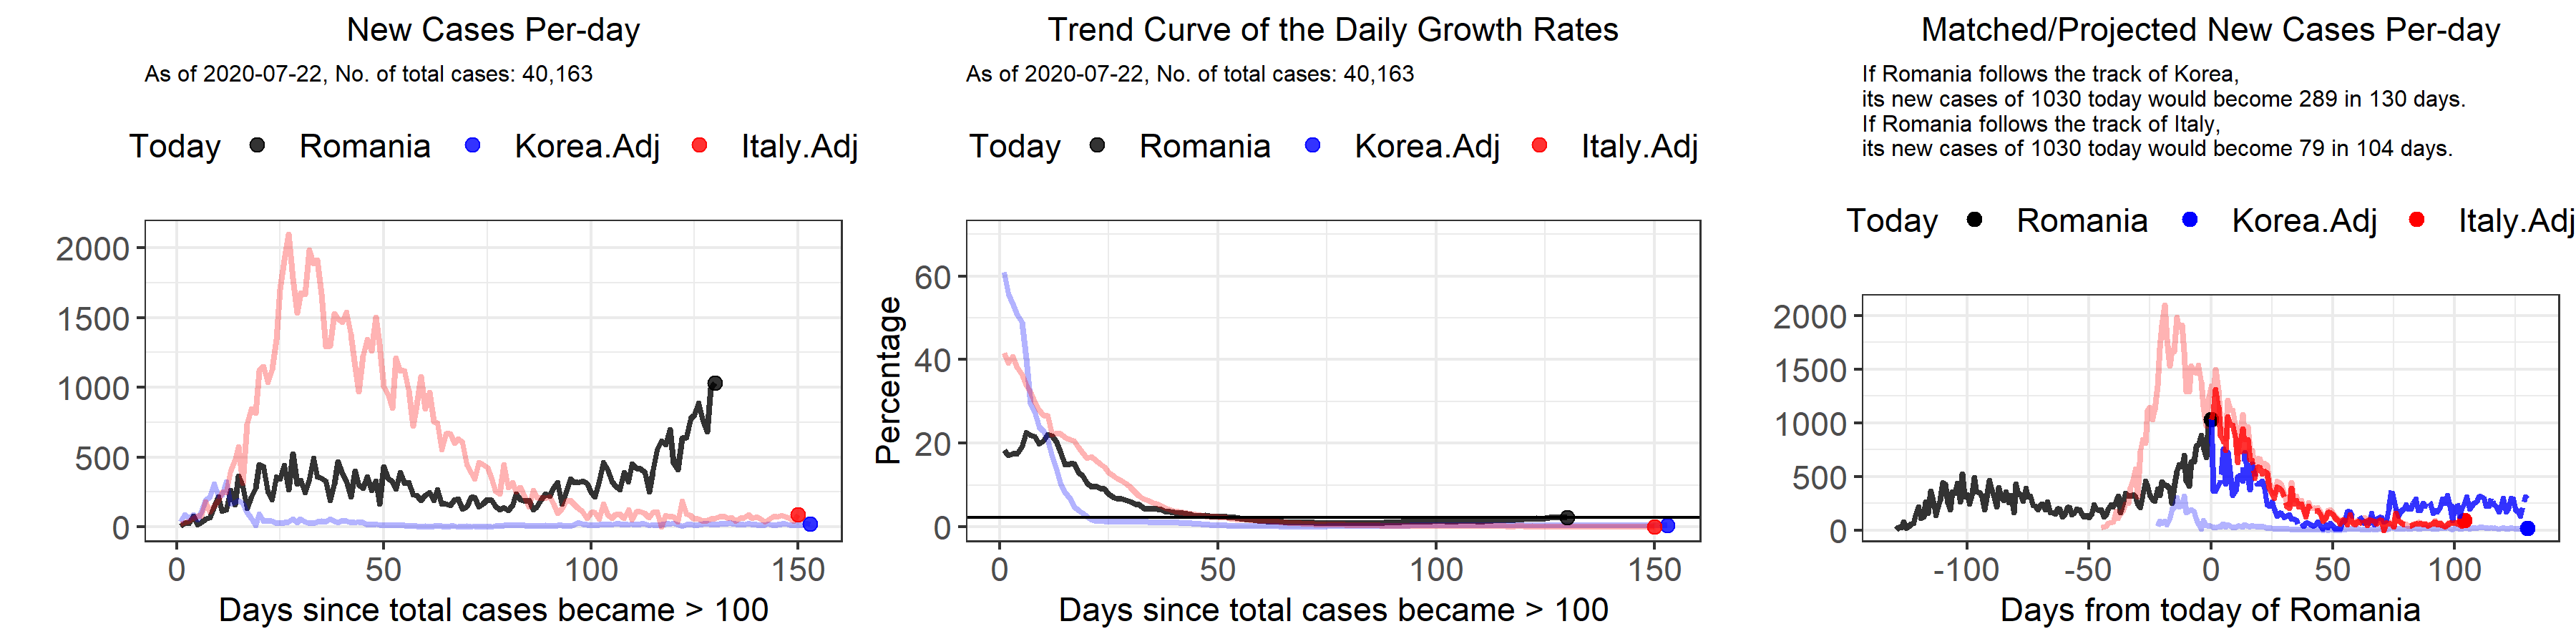 New Cases Per-day
As of 2020-07-22, No. of total cases: 40,163
Today Romania Korea.Adj Italy.Adj
2000
1500
1000
500
0
0 50 100 150
Days since total cases became > 100
Trend Curve of the Daily Growth Rates
As of 2020-07-22, No. of total cases: 40,163
Today Romania Korea.Adj Italy.Adj
Percentage
60
40
20
0
0 50 100 150
Days since total cases became > 100
Matched/Projected New Cases Per-day
If Romania follows the track of Korea,
its new cases of 1030 today would become 289 in 130 days.
If Romania follows the track of Italy,
its new cases of 1030 today would become 79 in 104 days.
Today Romania Korea.Adj Italy.Adj
2000
1500
1000
500
0
-100 -50 0 50 100
Days from today of Romania